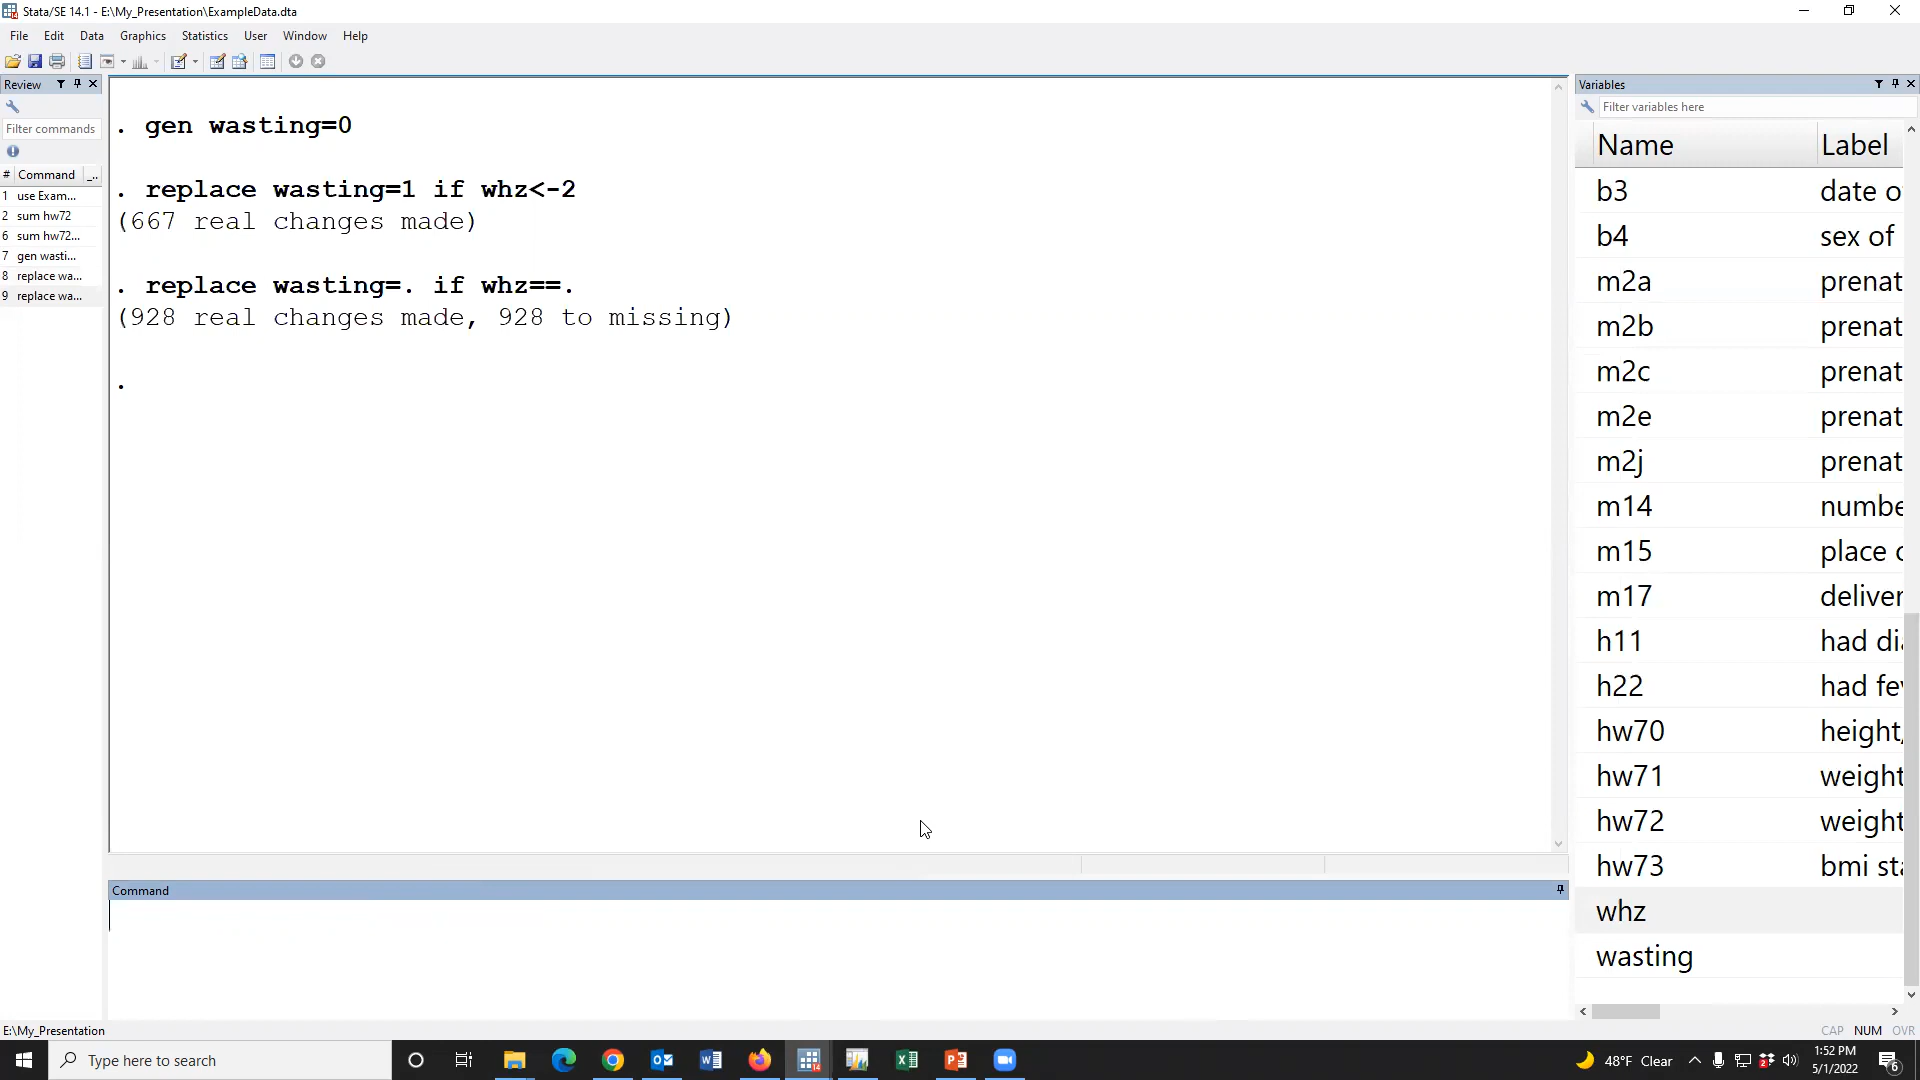 Stata/SE 14.1 - E:\My_Presentation\ExampleData.dta
File Edit Data Graphics Statistics User Window Help
Review
Filter commands
# Command _..
1 use Exam...
2 sum hw72
6 sum hw72...
7 gen wasti...
8 replace wa...
9 replace wa...
. gen wasting=0
. replace wasting=1 if whz<-2
(667 real changes made)
. replace wasting=. if whz==.
(928 real changes made, 928 to missing)
.
Command
Variables
Filter variables here
Name Label
b3 date o
b4 sex of
m2a prenat
m2b prenat
m2c prenat
m2e prenat
m2j prenat
m14 numbe
m15 place
m17 deliver
h11 had di
h22 had fe
hw70 height,
hw71 weight
hw72 weight
hw73 bmi sta
whz
wasting
E:\My_Presentation
CAP NUM OVR
Type here to search
48°F Clear
1:52 PM
5/1/2022
6